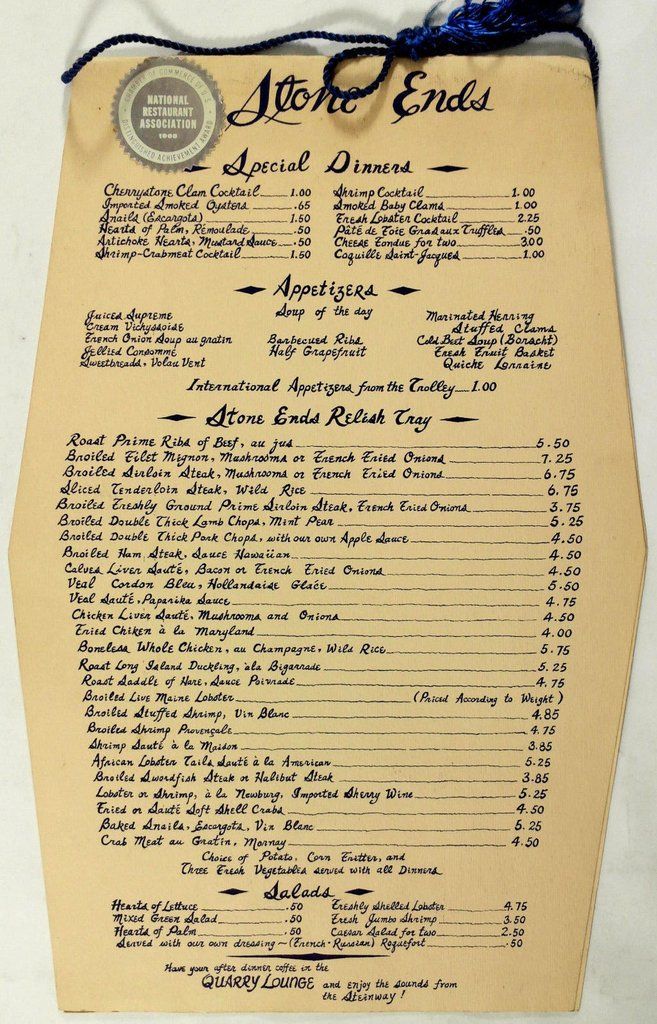 CHAMBER OF COMMERCE OF U.S.
NATIONAL
RESTAURANT
ASSOCIATION
DISTINGUISHED ACHIEVEMENT AWARD
Stone Ends
Special Dinners
Cherrystone Clam Cocktail 1.00
Imported Smoked Oysters .65
Snails (Escargots) 1.50
Hearts of Palm, Remoulade .50
Artichoke Hearts, Mustard Sauce .50
Shrimp-Crabmeat Cocktail 1.50
Shrimp Cocktail 1.00
Smoked Baby Clams 1.00
Fresh Lobster Cocktail 2.25
Pâté de Foie Gras aux Truffles .50
Cheese Fondue for two 3.00
Coquille Saint-Jacques 1.00
Appetizers
Juices Supreme
Cream Vichyssoise
French Onion Soup au gratin
Jellied Consommé
Sweetbreads, Volau Vent
Soup of the day
Barbecued Ribs
Half Grapefruit
Marinated Herring
Stuffed Clams
Cold Beet Soup (Borscht)
Fresh Fruit Basket
Quiche Lorraine
International Appetizers from the Trolley 1.00
Stone Ends Relish Tray
Roast Prime Ribs of Beef, au jus 5.50
Broiled Filet Mignon, Mushrooms or French Fried Onions 7.25
Broiled Sirloin Steak, Mushrooms or French Fried Onions 6.75
Sliced Tenderloin Steak, Wild Rice 6.75
Broiled Freshly Ground Prime Sirloin Steak, French Fried Onions 3.75
Broiled Double Thick Lamb Chops, Mint Pear 5.25
Broiled Double Thick Pork Chops, with our own Apple Sauce 4.50
Broiled Ham Steak, Sauce Hawaiian 4.50
Calves Liver Sauté, Bacon or French Fried Onions 4.50
Veal Cordon Bleu, Hollandaise Glacé 5.50
Veal Sauté, Paparika Sauce 4.75
Chicken Liver Sauté, Mushrooms and Onions 4.50
Fried Chiken à la Maryland 4.00
Boneless Whole Chicken, au Champagne, Wild Rice 5.75
Roast Long Island Duckling, à la Bigarrade 5.25
Roast Saddle of Hare, Sauce Poivrade 4.75
Broiled Live Maine Lobster (Priced According to Weight)
Broiled Stuffed Shrimp, Vin Blanc 4.85
Broiled Shrimp Provençale 4.75
Shrimp Sauté à la Maison 3.85
African Lobster Tails Sauté à la American 5.25
Broiled Swordfish Steak or Halibut Steak 3.85
Lobster or Shrimp, à la Newburg, Imported Sherry Wine 5.25
Fried or Sauté Soft Shell Crabs 4.50
Baked Snails, Escargots, Vin Blanc 5.25
Crab Meat au Gratin, Mornay 4.50
Choice of Potato, Corn Fritter, and
Three Fresh Vegetables served with all Dinners
Salads
Hearts of Lettuce .50
Mixed Green Salad .50
Hearts of Palm .50
Freshly Shelled Lobster 4.75
Fresh Jumbo Shrimp 3.50
Caesar Salad for two 2.50
Served with our own dressing ~ (French-Russian) Roquefort .50
Have your after dinner coffee in the
QUARRY LOUNGE and enjoy the sounds from
the Steinway!